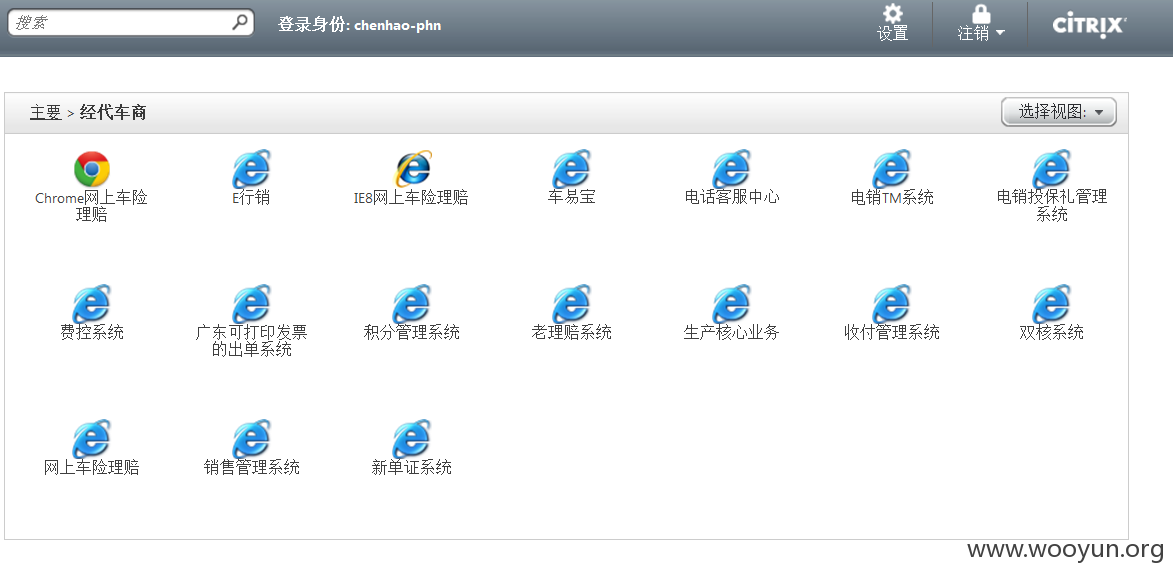 搜索
登录身份: chenhao-phn
设置
注销
CITRIX
主要 > 经代车商
选择视图:
Chrome网上车险
理赔
E行销
IE8网上车险理赔
车易宝
电话客服中心
电销TM系统
电销投保礼管理
系统
费控系统
广东可打印发票
的出单系统
积分管理系统
老理赔系统
生产核心业务
收付管理系统
双核系统
网上车险理赔
销售管理系统
新单证系统
www.wooyun.org